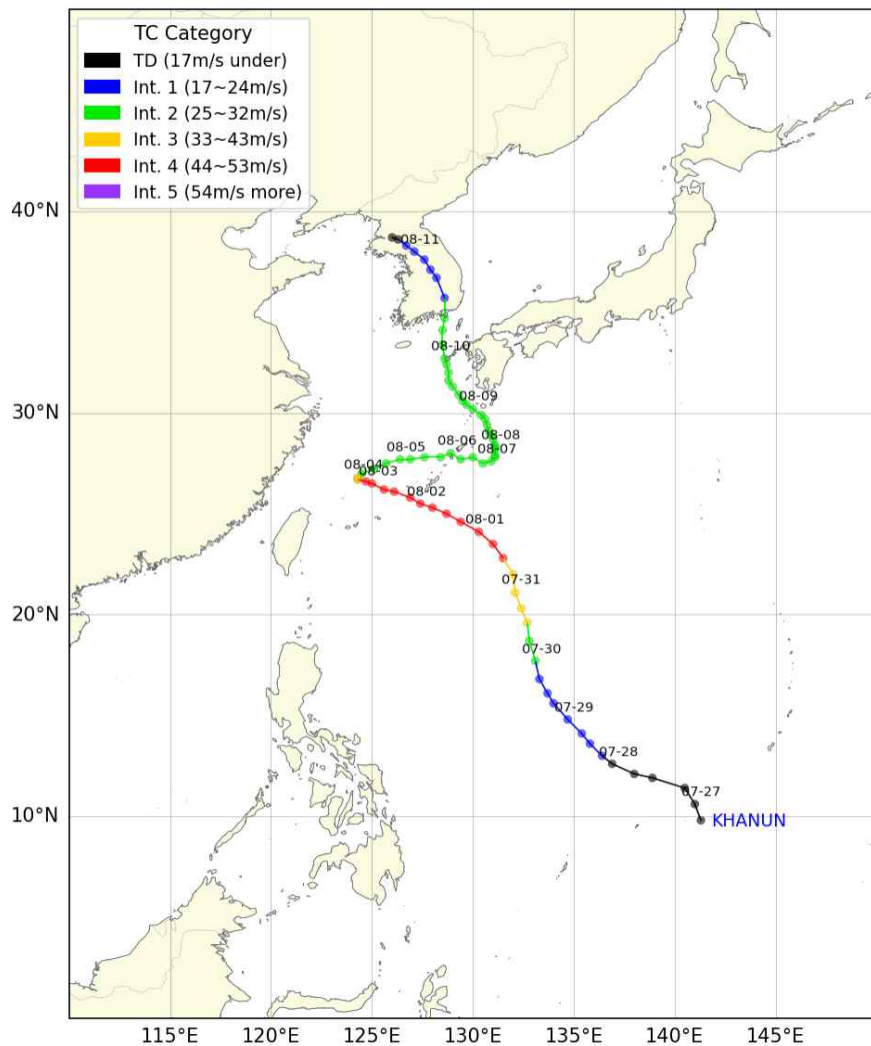 TC Category
TD (17m/s under)
Int. 1 (17~24m/s)
Int. 2 (25~32m/s)
Int. 3 (33~43m/s)
Int. 4 (44~53m/s)
Int. 5 (54m/s more)
40°N
08-11
08-10
30°N
08-09
08-08
08-06
08-05
08-07
08-04
08-03
08-02
08-01
07-31
20°N
07-30
07-29
07-28
07-27
10°N
KHANUN
115°E 120°E 125°E 130°E 135°E 140°E 145°E